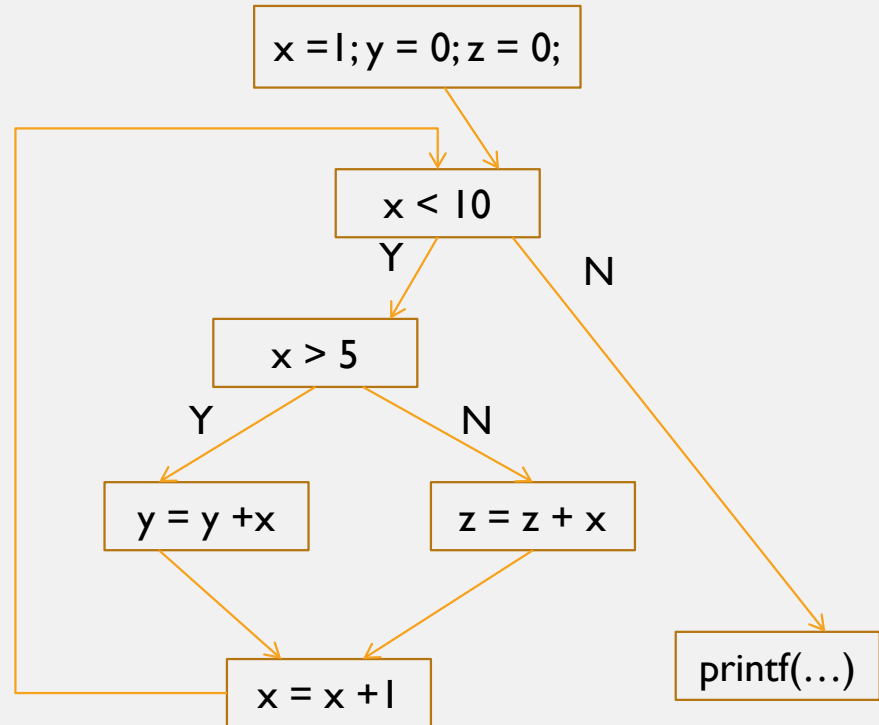 x =1; y = 0; z = 0;
x < 10
Y
N
x > 5
Y
N
y = y +x
z = z + x
printf(…)
x = x +1